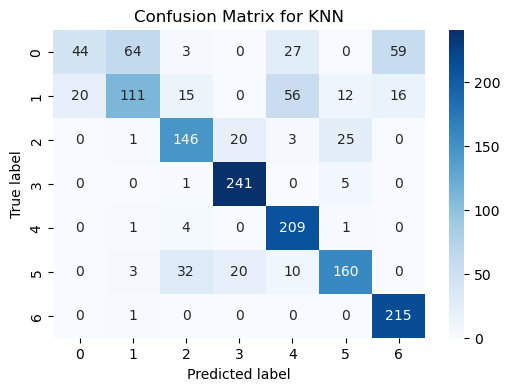 Confusion Matrix for KNN
True label
0 44 64 3 0 27 0 59
1 20 111 15 0 56 12 16
2 0 1 146 20 3 25 0
3 0 0 1 241 0 5 0
4 0 1 4 0 209 1 0
5 0 3 32 20 10 160 0
6 0 1 0 0 0 0 215
0 1 2 3 4 5 6
Predicted label
200
150
100
50
0